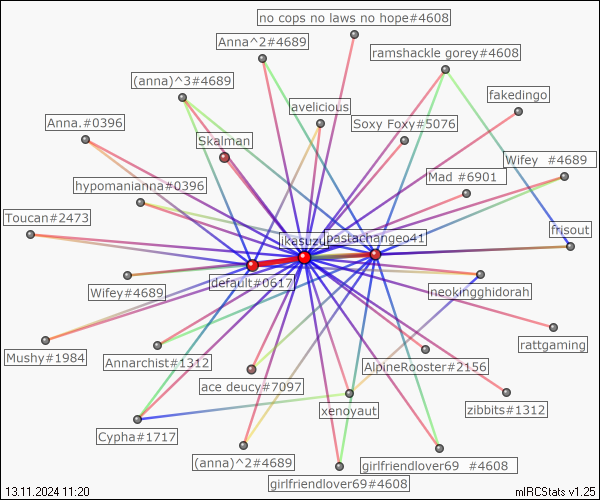 no cops no laws no hope#4608
Anna^2#4689
ramshackle gorey#4608
(anna)^3#4689
fakedingo
avelicious
Anna.#0396
Soxy Foxy#5076
Skalman
Wifey #4689
Mad #6901
hypomanianna#0396
Toucan#2473
frisout
ikasuzu
pastachangeo41
default#0617
Wifey#4689
neokingghidorah
rattgaming
Mushy#1984
Annarchist#1312
AlpineRooster#2156
ace deucy#7097
xenoyaut
zibbits#1312
Cypha#1717
(anna)^2#4689
girlfriendlover69 #4608
girlfriendlover69#4608
13.11.2024 11:20
mIRCStats v1.25